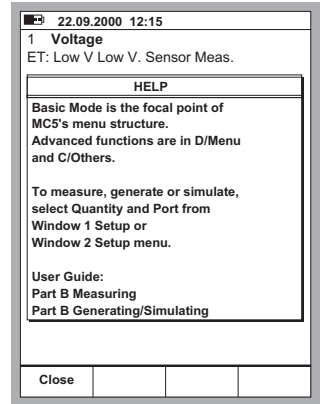 22.09.2000 12:15
1 Voltage
ET: Low V Low V. Sensor Meas.
HELP
Basic Mode is the focal point of
MC5's menu structure.
Advanced functions are in D/Menu
and C/Others.
To measure, generate or simulate,
select Quantity and Port from
Window 1 Setup or
Window 2 Setup menu.
User Guide:
Part B Measuring
Part B Generating/Simulating
Close